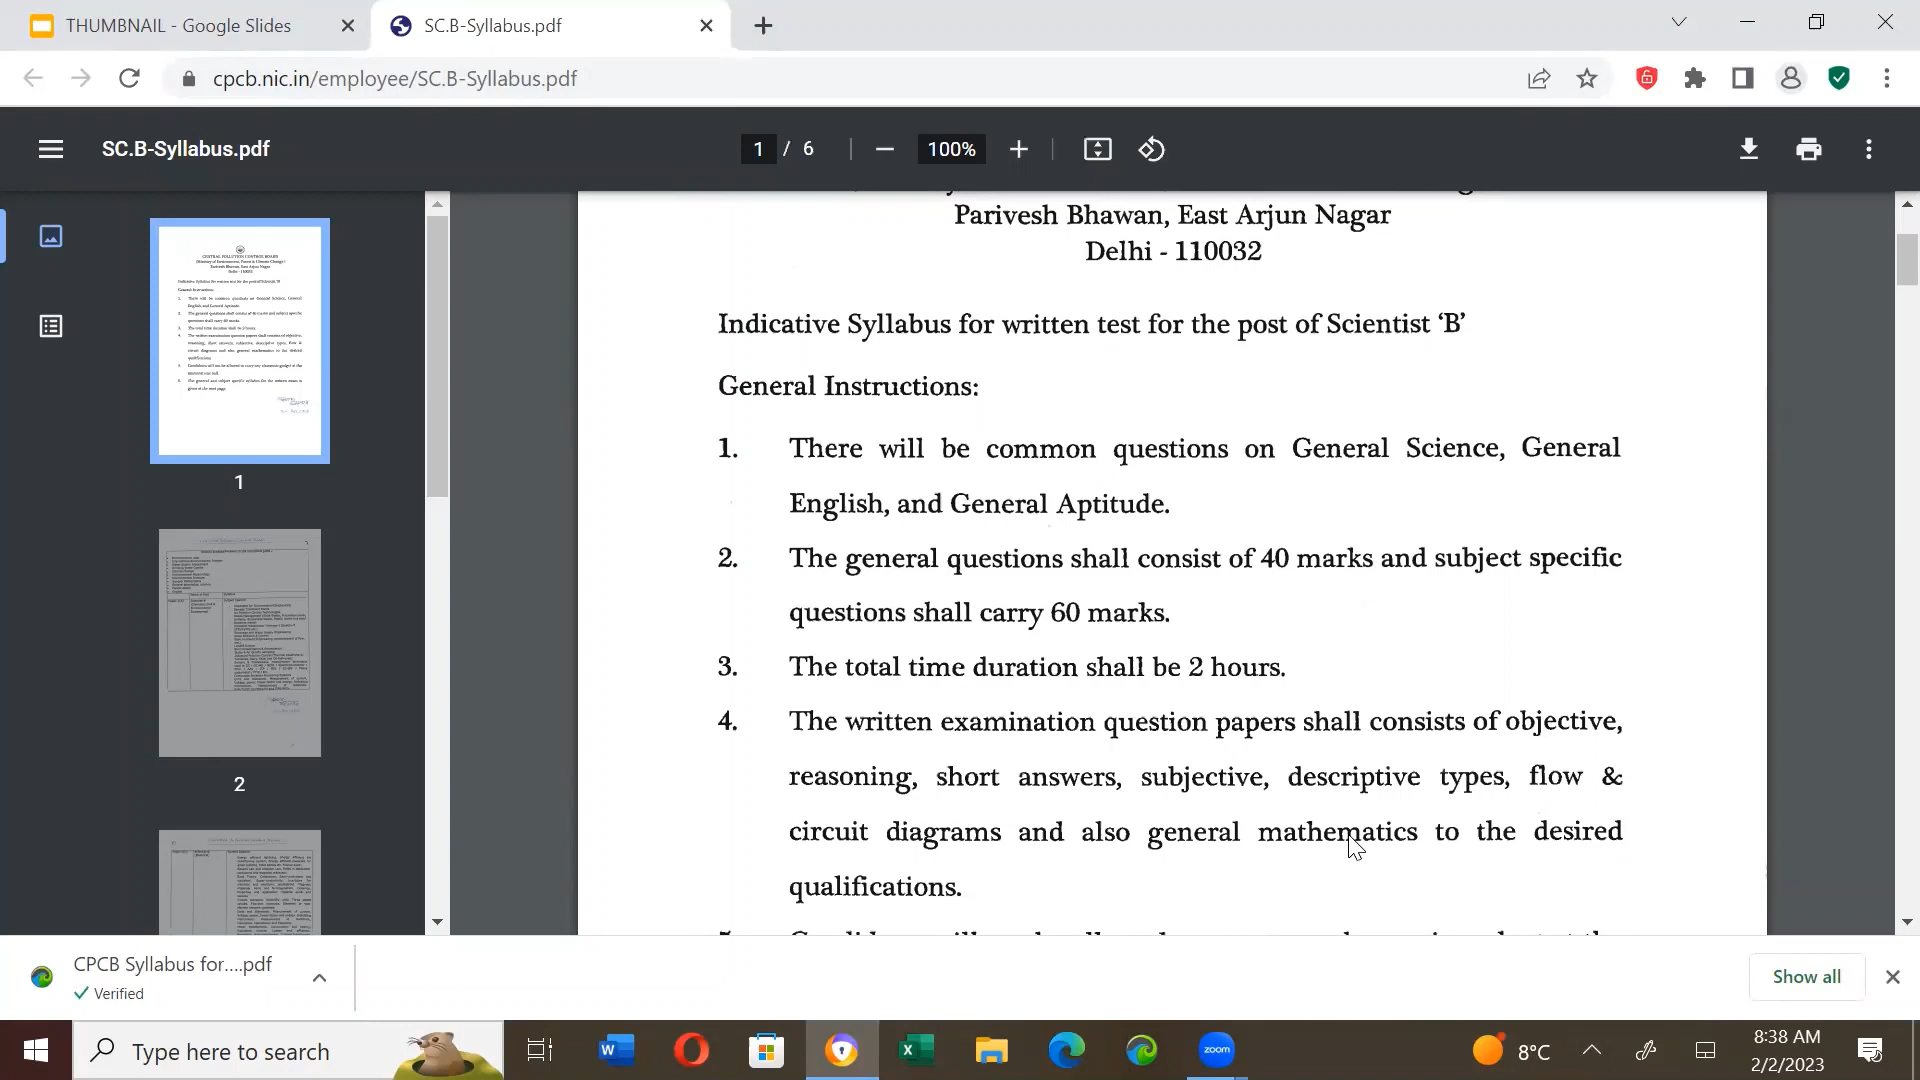 THUMBNAIL - Google Slides
SC.B-Syllabus.pdf
cpcb.nic.in/employee/SC.B-Syllabus.pdf
SC.B-Syllabus.pdf
1 / 6
100%
Parivesh Bhawan, East Arjun Nagar
Delhi - 110032
Indicative Syllabus for written test for the post of Scientist ‘B’
General Instructions:
1. There will be common questions on General Science, General
English, and General Aptitude.
2. The general questions shall consist of 40 marks and subject specific
questions shall carry 60 marks.
3. The total time duration shall be 2 hours.
4. The written examination question papers shall consists of objective,
reasoning, short answers, subjective, descriptive types, flow &
circuit diagrams and also general mathematics to the desired
qualifications.
1
2
CPCB Syllabus for....pdf
Verified
Show all
Type here to search
zoom
8°C
8:38 AM
2/2/2023